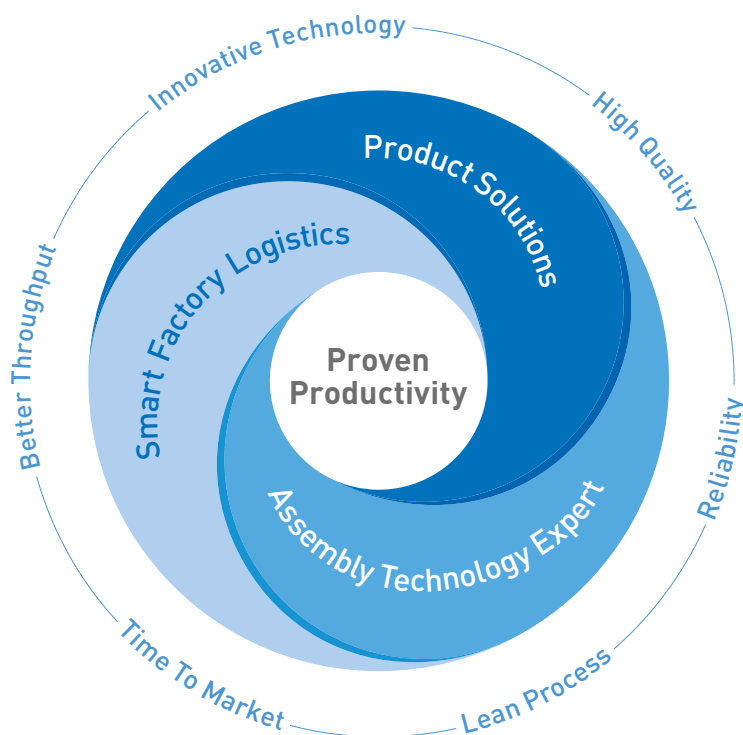 Innovative Technology
High Quality
Reliability
Lean Process
Time To Market
Better Throughput
Product Solutions
Assembly Technology Expert
Smart Factory Logistics
Proven
Productivity